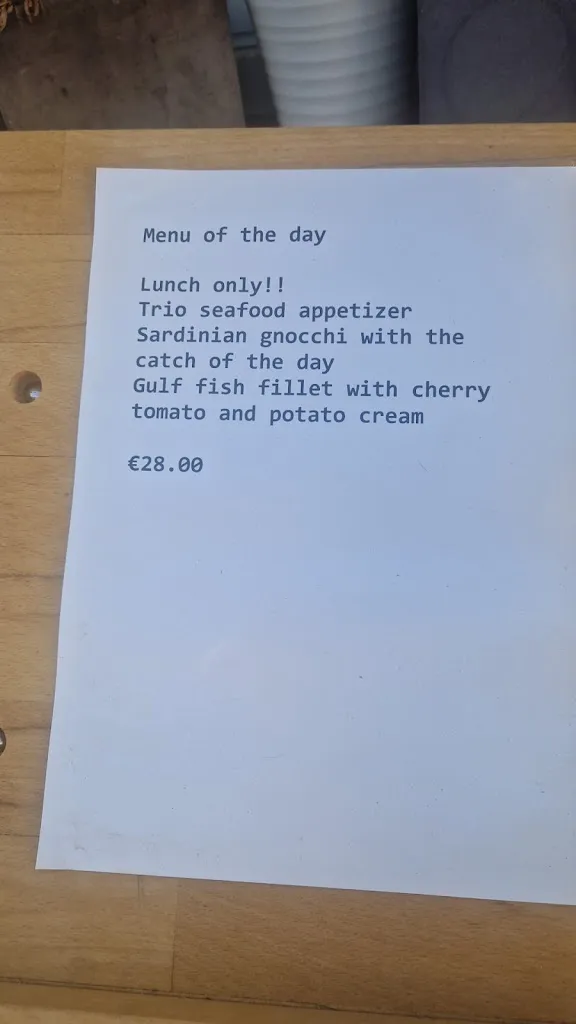 Menu of the day
Lunch only!!
Trio seafood appetizer
Sardinian gnocchi with the
catch of the day
Gulf fish fillet with cherry
tomato and potato cream
€28.00